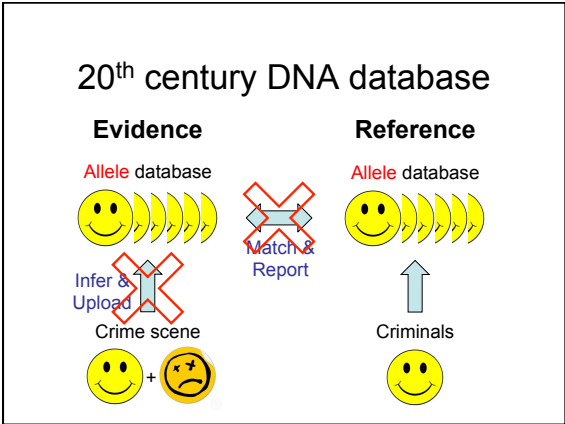 20th century DNA database
Evidence
Reference
Allele database
Allele database
Match &
Report
Infer &
Upload
Crime scene
Criminals
+